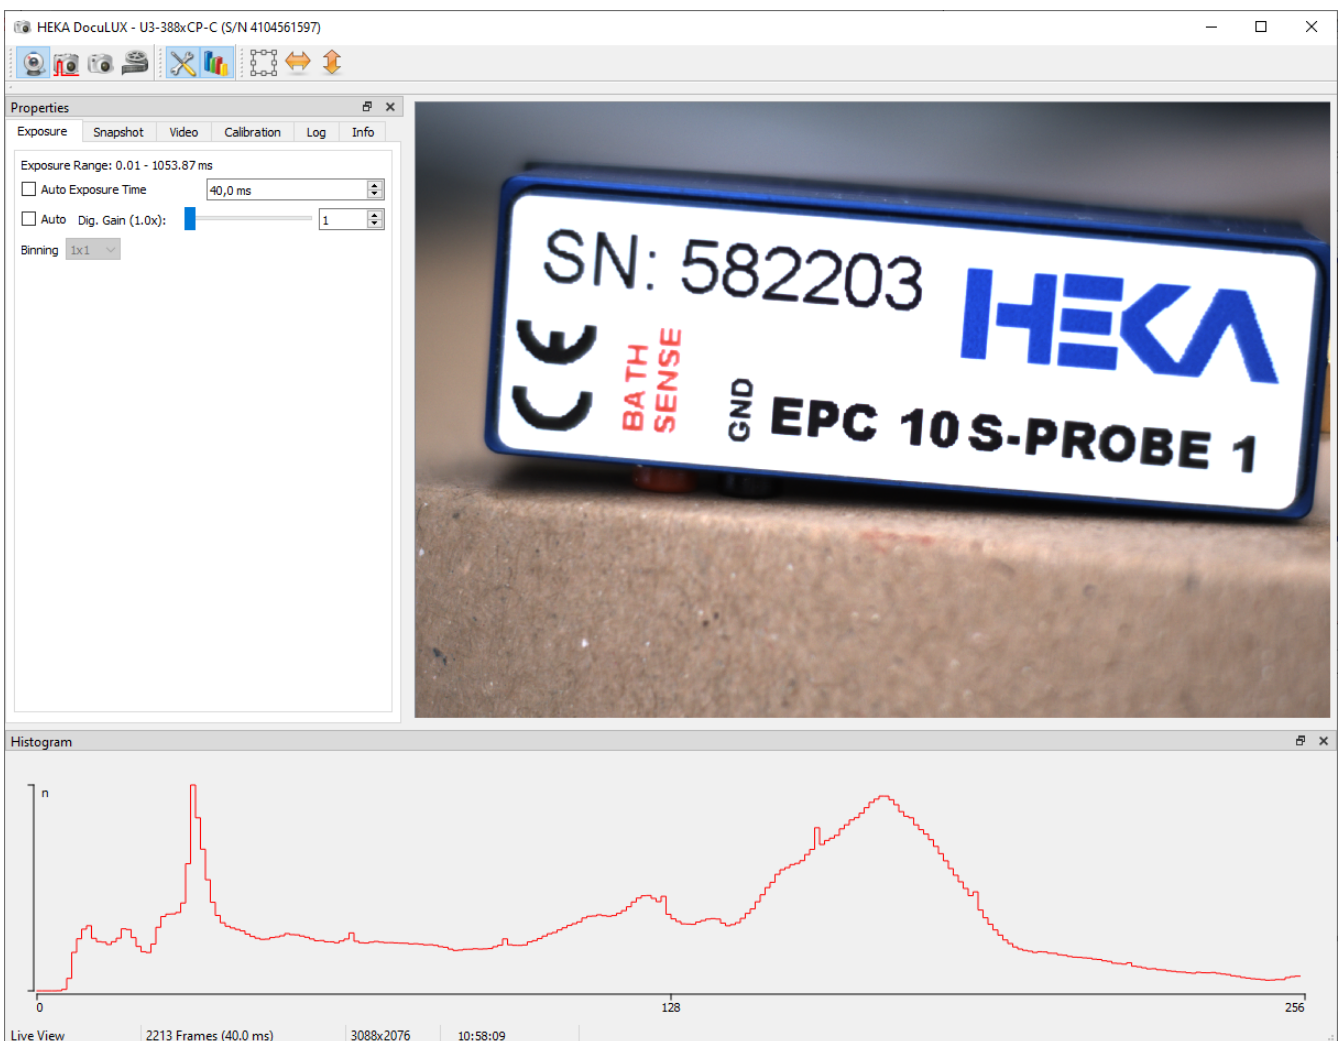 HEKA DocuLUX - U3-388xCP-C (S/N 4104561597)
Properties
Exposure Snapshot Video Calibration Log Info
Exposure Range: 0.01 - 1053.87 ms
Auto Exposure Time 40,0 ms
Auto Dig. Gain (1.0x): 1
Binning 1x1
SN: 582203
HEKA
CE
BATH
SENSE
GND
EPC 10 S-PROBE 1
Histogram
n
0 128 256
Live View 2213 Frames (40.0 ms) 3088x2076 10:58:09